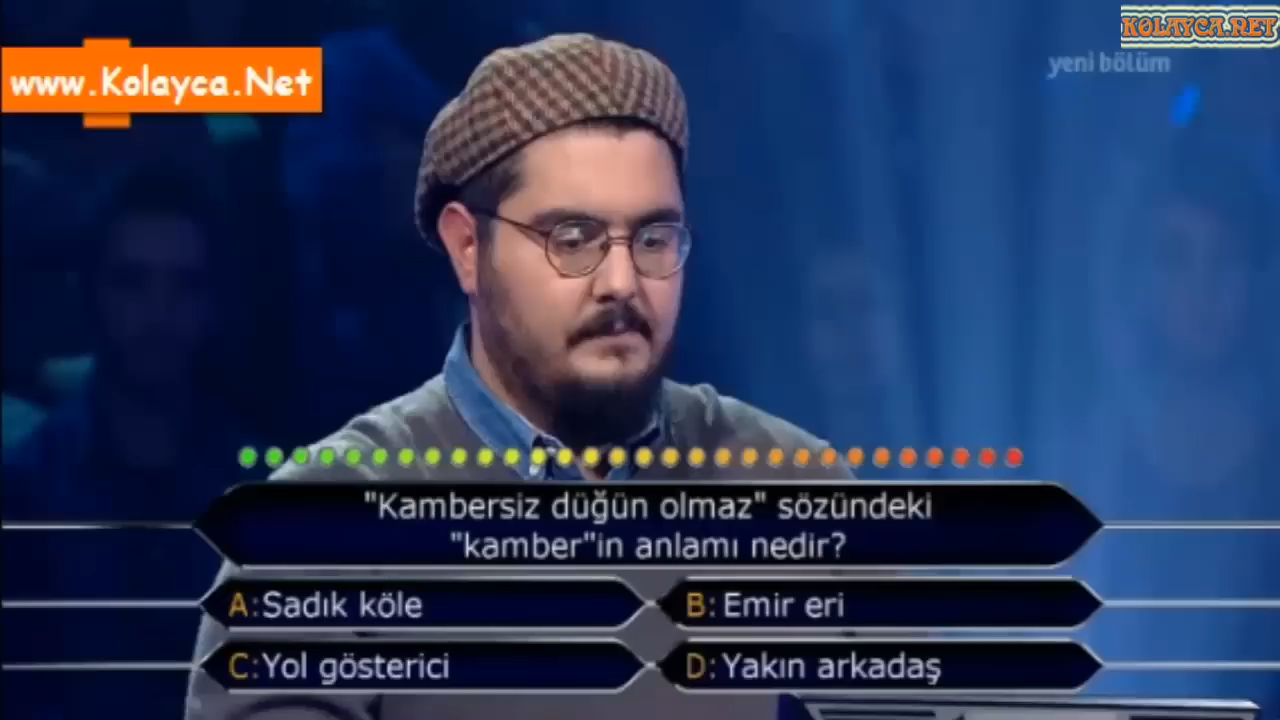 KOLAYCA.NET
yeni bölüm
www.Kolayca.Net
"Kambersiz düğün olmaz" sözündeki
"kamber"in anlamı nedir?
A:Sadık köle
B:Emir eri
C:Yol gösterici
D:Yakın arkadaş